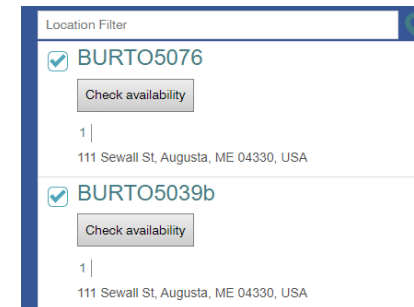 Location Filter
BURTO5076
Check availability
1 |
111 Sewall St, Augusta, ME 04330, USA
BURTO5039b
Check availability
1 |
111 Sewall St, Augusta, ME 04330, USA